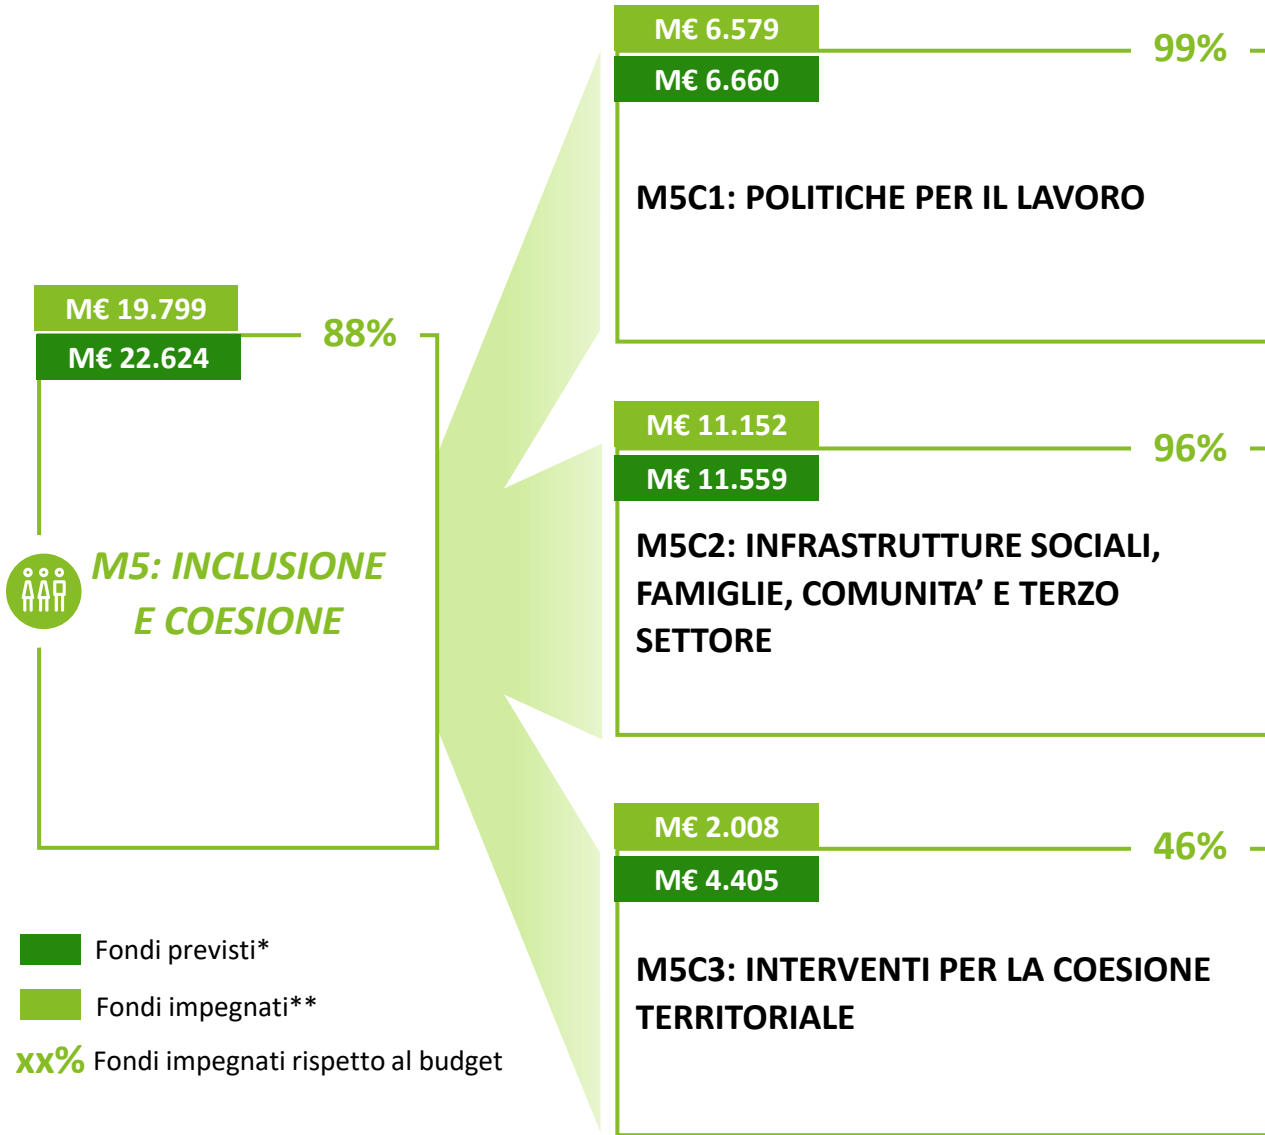 M€ 19.799
M€ 22.624
88%
M5: INCLUSIONE
E COESIONE
M€ 6.579
M€ 6.660
99%
M5C1: POLITICHE PER IL LAVORO
M€ 11.152
M€ 11.559
96%
M5C2: INFRASTRUTTURE SOCIALI,
FAMIGLIE, COMUNITA’ E TERZO
SETTORE
M€ 2.008
M€ 4.405
46%
M5C3: INTERVENTI PER LA COESIONE
TERRITORIALE
Fondi previsti*
Fondi impegnati**
xx% Fondi impegnati rispetto al budget